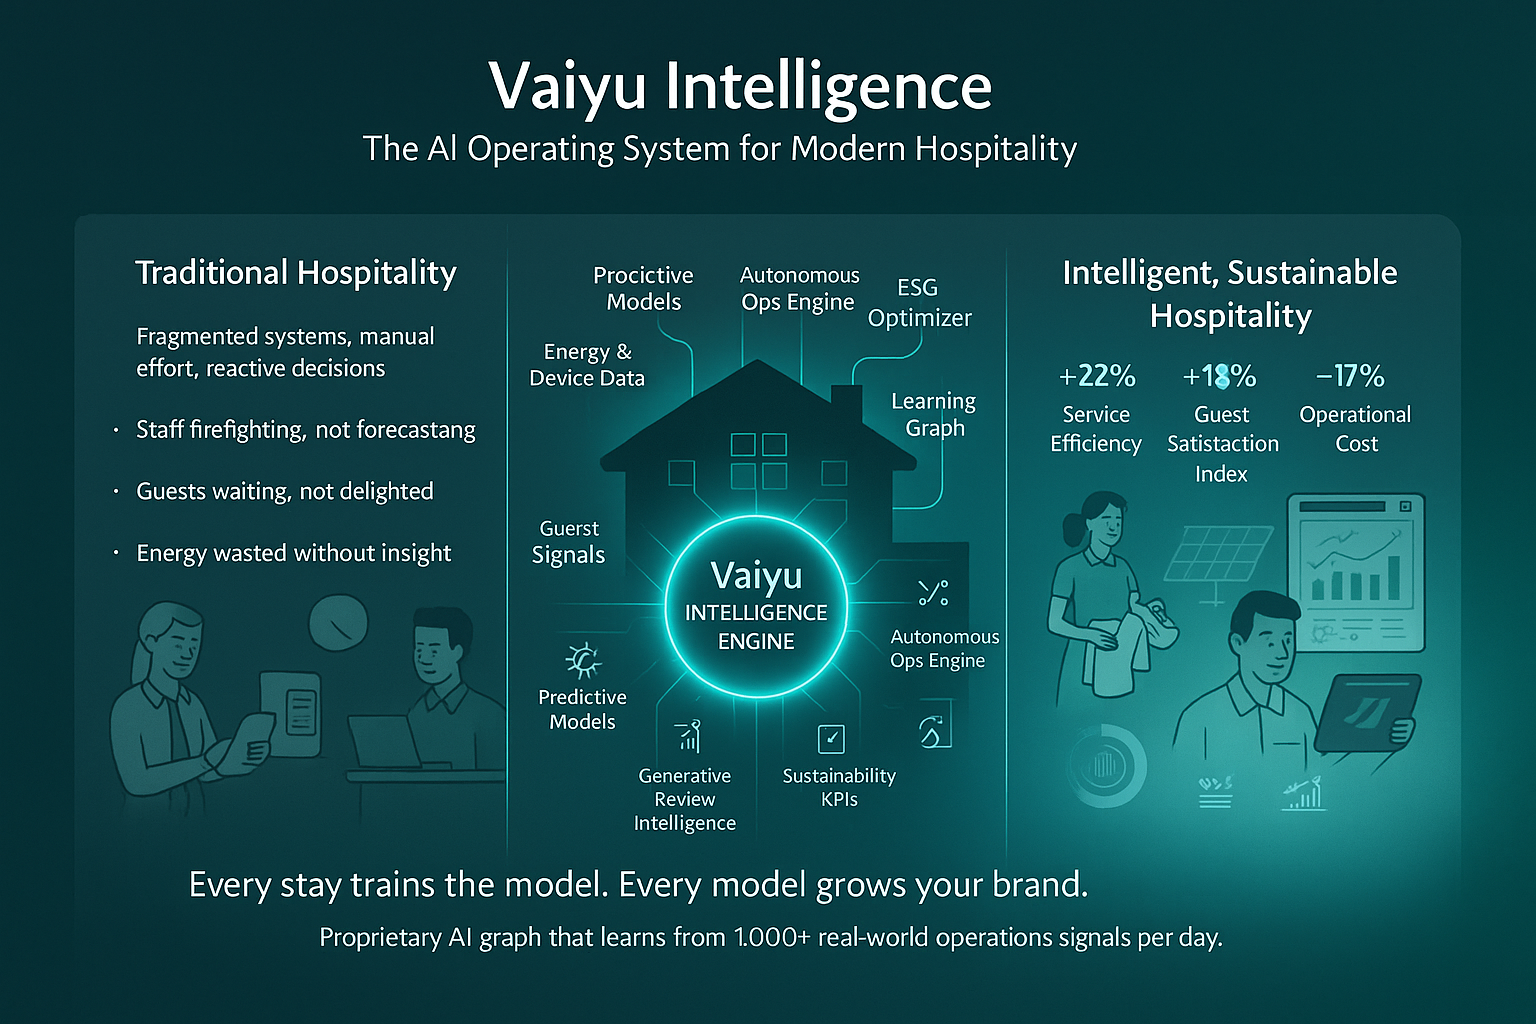 Vaiyu Intelligence
The AI Operating System for Modern Hospitality
Traditional Hospitality
Fragmented systems, manual
effort, reactive decisions
· Staff firefighting, not forecastang
· Guests waiting, not delighted
· Energy wasted without insight
Procictive
Models
Autonomous
Ops Engine
ESG
Optimizer
Energy &
Device Data
Learning
Graph
Guerst
Signals
Vaiyu
INTELLIGENCE
ENGINE
Autonomous
Ops Engine
Predictive
Models
Generative
Review
Intelligence
Sustainability
KPIs
Intelligent, Sustainable
Hospitality
+22%
Service
Efficiency
+18%
Guest
Satistaction
Index
−17%
Operational
Cost
Every stay trains the model. Every model grows your brand.
Proprietary AI graph that learns from 1.000+ real-world operations signals per day.